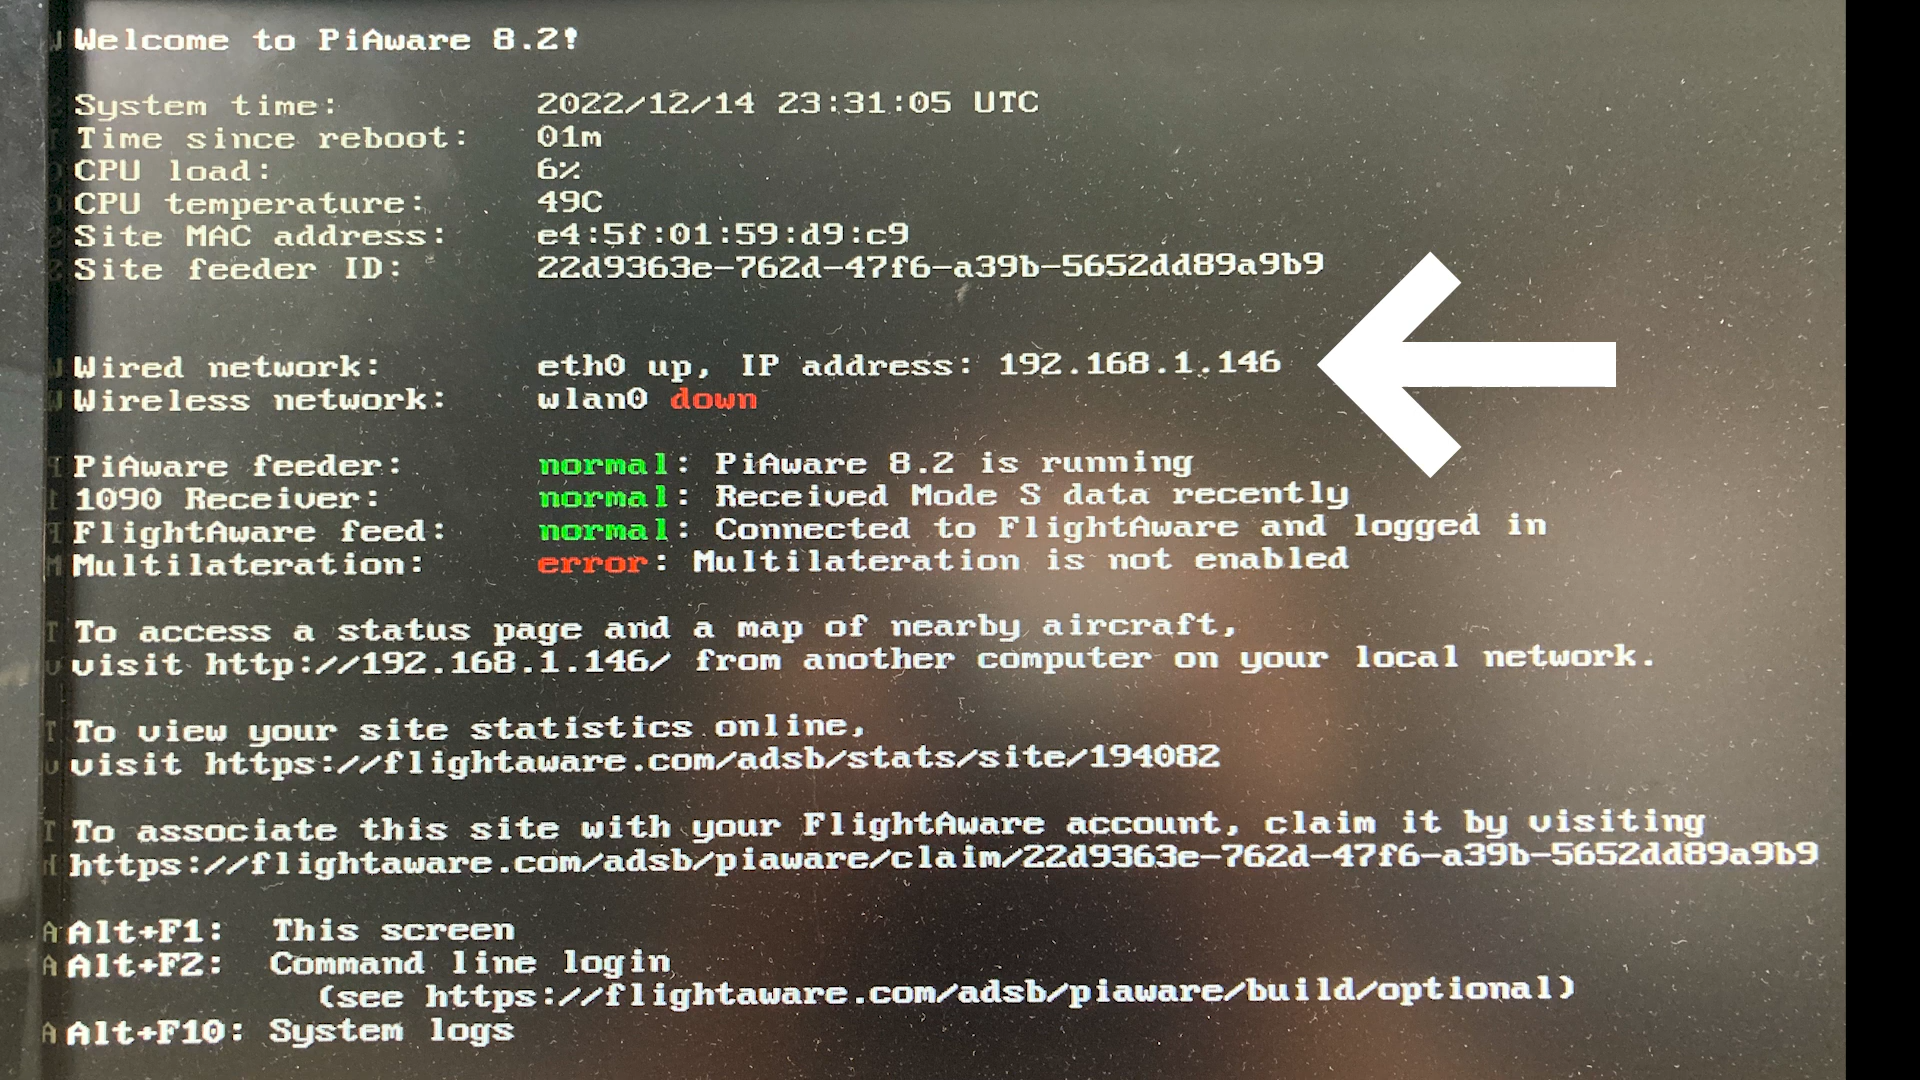 Welcome to PiAware 8.2!
System time: 2022/12/14 23:31:05 UTC
Time since reboot: 01m
CPU load: 6%
CPU temperature: 49C
Site MAC address: e4:5f:01:59:d9:c9
Site feeder ID: 22d9363e-762d-47f6-a39b-5652dd89a9b9
Wired network: eth0 up, IP address: 192.168.1.146
Wireless network: wlan0 down
PiAware feeder: normal: PiAware 8.2 is running
1090 Receiver: normal: Received Mode S data recently
FlightAware feed: normal: Connected to FlightAware and logged in
Multilateration: error: Multilateration is not enabled
To access a status page and a map of nearby aircraft,
visit http://192.168.1.146/ from another computer on your local network.
To view your site statistics online,
visit https://flightaware.com/adsb/stats/site/194082
To associate this site with your FlightAware account, claim it by visiting
https://flightaware.com/adsb/piaware/claim/22d9363e-762d-47f6-a39b-5652dd89a9b9
Alt+F1: This screen
Alt+F2: Command line login
(see https://flightaware.com/adsb/piaware/build/optional)
Alt+F10: System logs